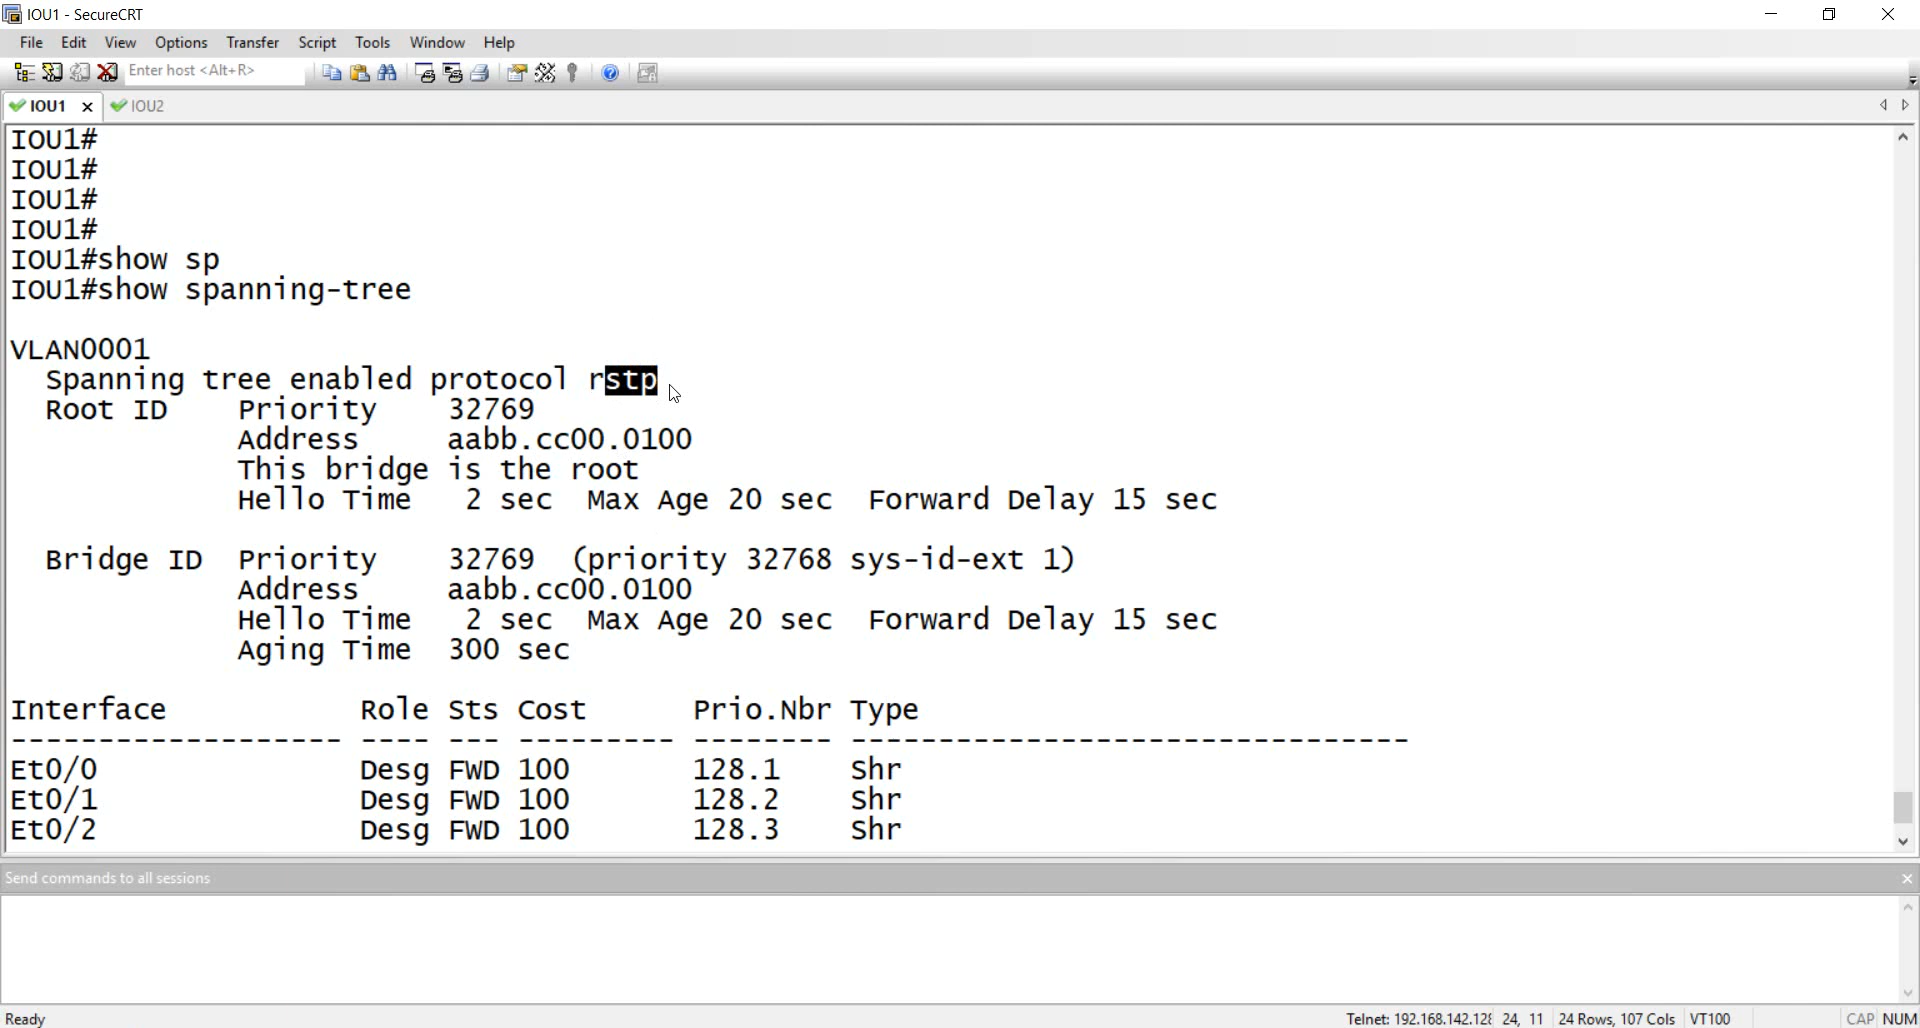 IOU1 - SecureCRT
File Edit View Options Transfer Script Tools Window Help
Enter host <Alt+R>
IOU1 IOU2
IOU1#
IOU1#
IOU1#
IOU1#
IOU1#show sp
IOU1#show spanning-tree
VLAN0001
Spanning tree enabled protocol rstp
Root ID Priority 32769
Address aabb.cc00.0100
This bridge is the root
Hello Time 2 sec Max Age 20 sec Forward Delay 15 sec
Bridge ID Priority 32769 (priority 32768 sys-id-ext 1)
Address aabb.cc00.0100
Hello Time 2 sec Max Age 20 sec Forward Delay 15 sec
Aging Time 300 sec
Interface Role Sts Cost Prio.Nbr Type
------------------- ---- --- --------- -------- --------------------------------
Et0/0 Desg FWD 100 128.1 Shr
Et0/1 Desg FWD 100 128.2 Shr
Et0/2 Desg FWD 100 128.3 Shr
Send commands to all sessions
Ready Telnet: 192.168.142.128 24, 11 24 Rows, 107 Cols VT100 CAP NUM